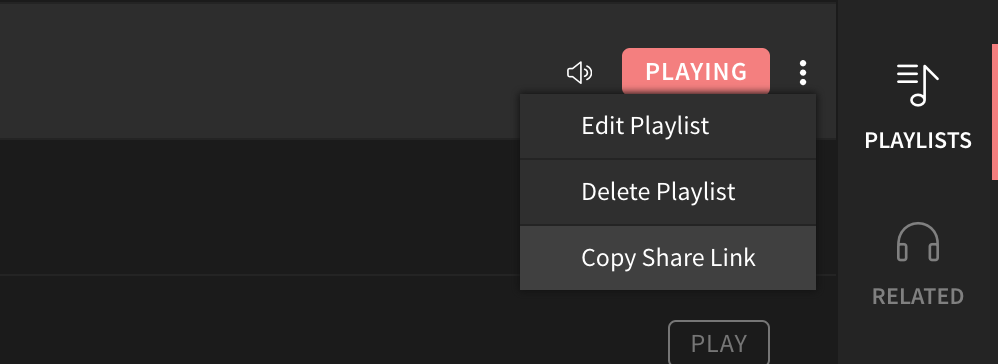 PLAYING
Edit Playlist
Delete Playlist
Copy Share Link
PLAY
PLAYLISTS
RELATED